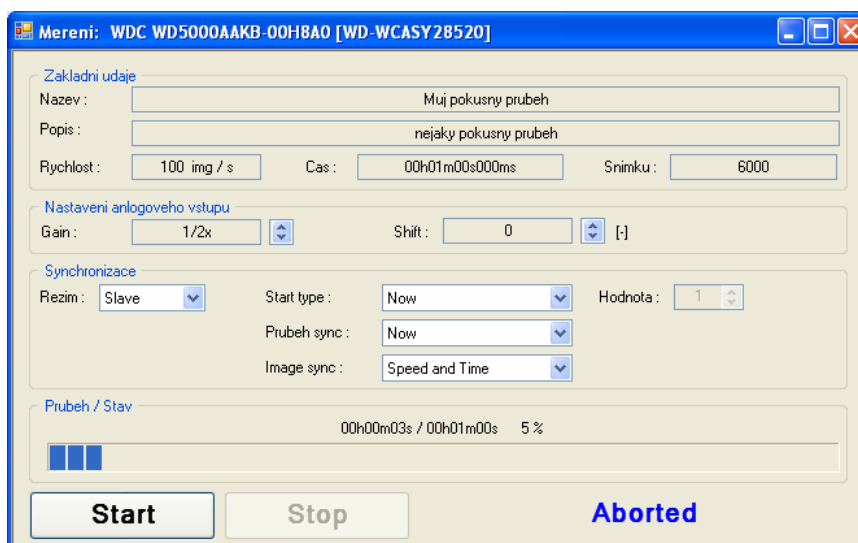 Mereni: WDC WD5000AAKB-00H8A0 [WD-WCASY28520]
Zakladni udaje
Nazev : Muj pokusny prubeh
Popis : nejaky pokusny prubeh
Rychlost : 100 img / s Cas : 00h01m00s000ms Snimku : 6000
Nastaveni anlogoveho vstupu
Gain : 1/2x Shift : 0 [-]
Synchronizace
Rezim : Slave Start type : Now Hodnota : 1
Prubeh sync : Now
Image sync : Speed and Time
Prubeh / Stav
00h00m03s / 00h01m00s 5 %
Start Stop Aborted